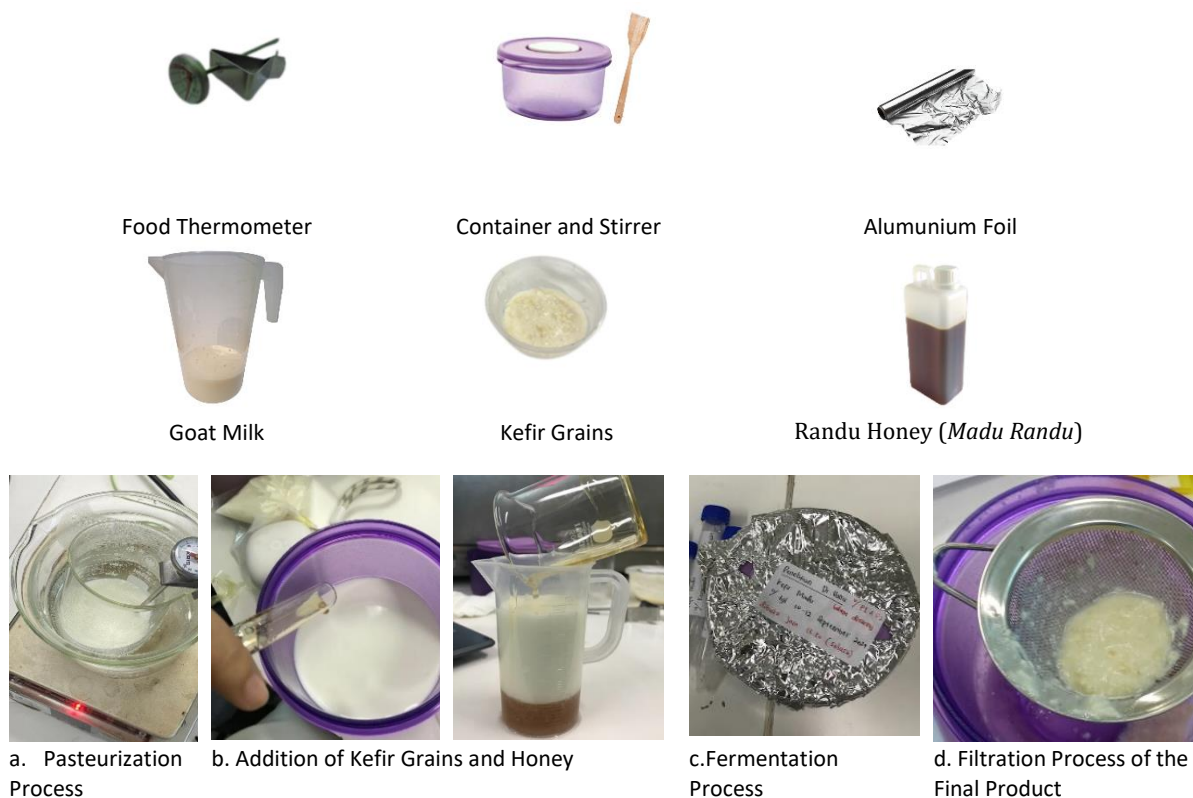 Food Thermometer
Container and Stirrer
Alumunium Foil
Goat Milk
Kefir Grains
Randu Honey (Madu Randu)
a. Pasteurization
Process
b. Addition of Kefir Grains and Honey
c.Fermentation
Process
d. Filtration Process of the
Final Product